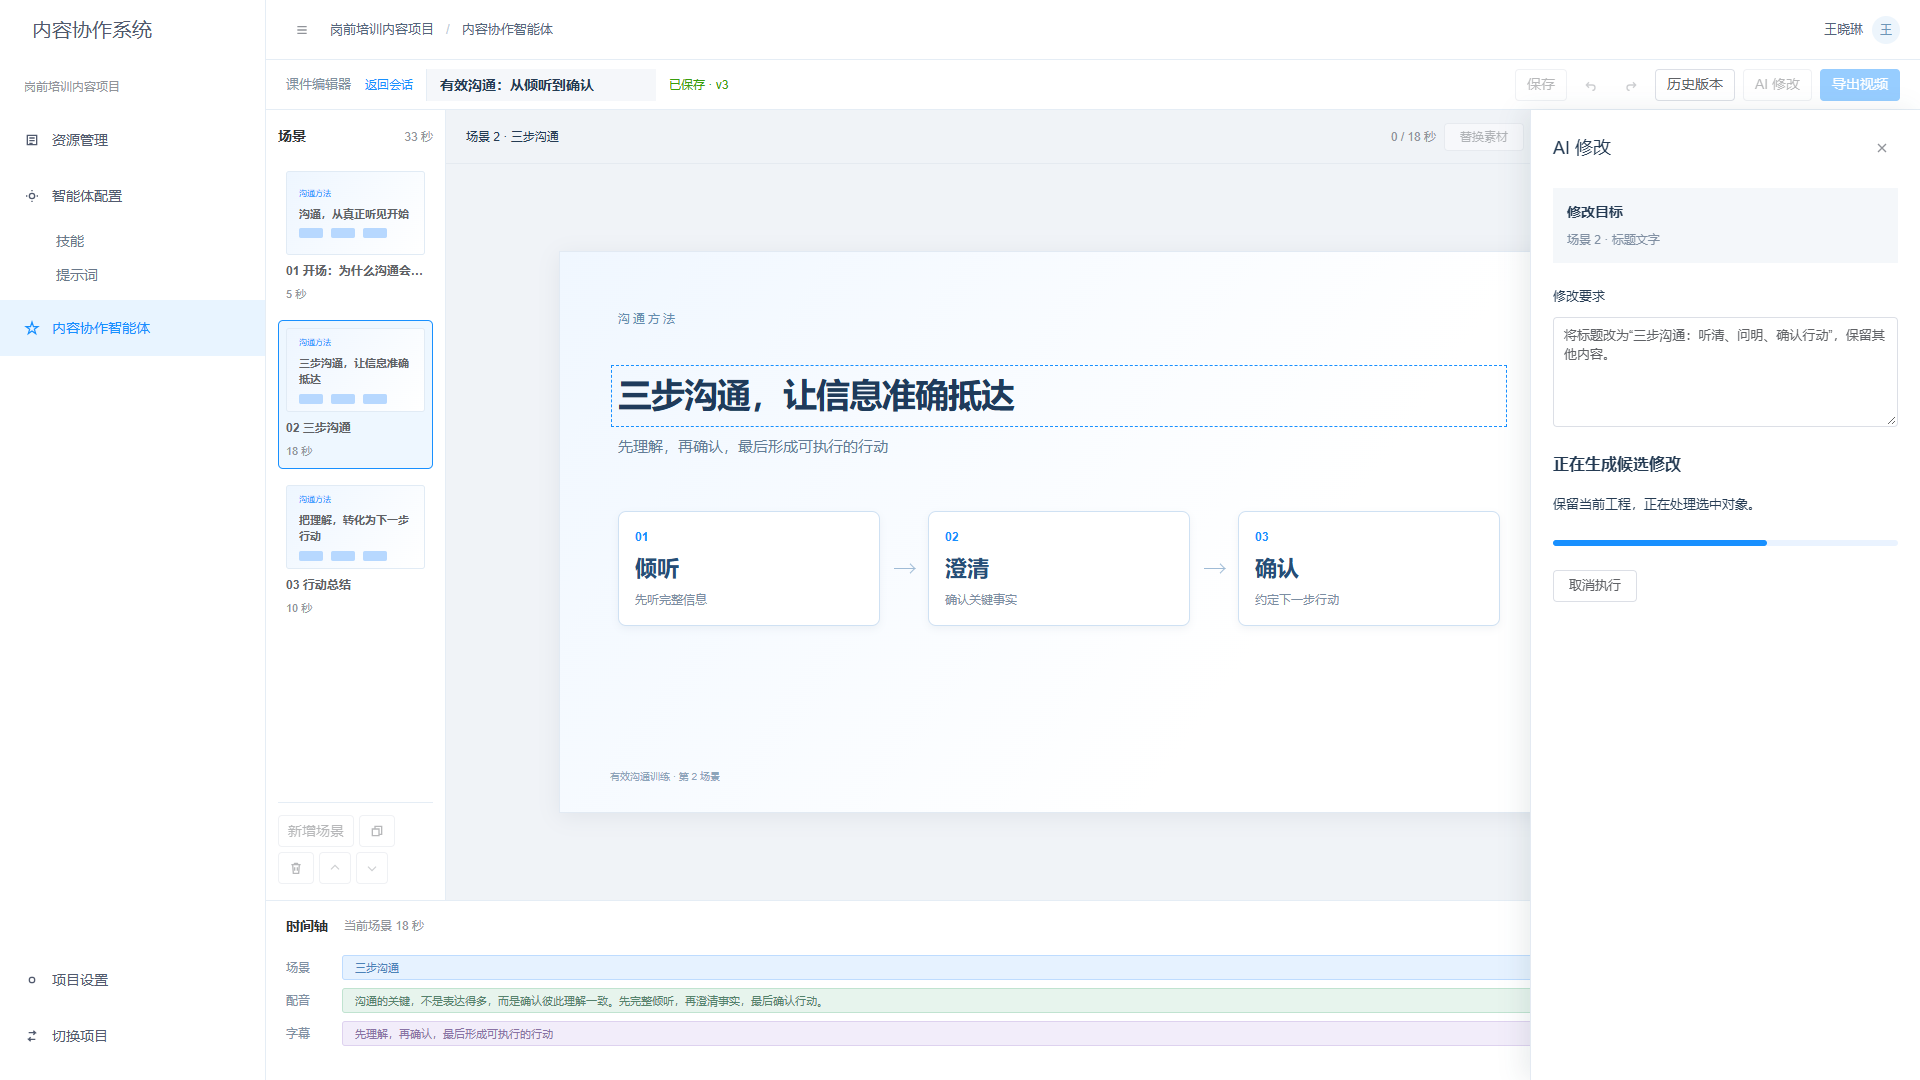 内容协作系统
岗前培训内容项目
资源管理
智能体配置
技能
提示词
内容协作智能体
项目设置
切换项目
岗前培训内容项目 / 内容协作智能体
王晓琳 王
课件编辑器 返回会话 有效沟通：从倾听到确认 已保存 · v3
保存 历史版本 AI 修改 导出视频
场景 33 秒
沟通方法
沟通，从真正听见开始
01 开场：为什么沟通会...
5 秒
沟通方法
三步沟通，让信息准确
抵达
02 三步沟通
18 秒
沟通方法
把理解，转化为下一步
行动
03 行动总结
10 秒
新增场景
场景 2 · 三步沟通 0 / 18 秒 替换素材
沟通方法
三步沟通，让信息准确抵达
先理解，再确认，最后形成可执行的行动
01
倾听
先听完整信息
02
澄清
确认关键事实
03
确认
约定下一步行动
有效沟通训练 · 第 2 场景
时间轴 当前场景 18 秒
场景 三步沟通
配音 沟通的关键，不是表达得多，而是确认彼此理解一致。先完整倾听，再澄清事实，最后确认行动。
字幕 先理解，再确认，最后形成可执行的行动
AI 修改
修改目标
场景 2 · 标题文字
修改要求
将标题改为“三步沟通：听清、问明、确认行动”，保留其
他内容。
正在生成候选修改
保留当前工程，正在处理选中对象。
取消执行